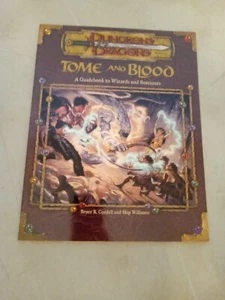 DUNGEONS
DRAGONS
TOME AND BLOOD
A Guidebook to Wizards and Sorcerers
Bruce R. Cordell and Skip Williams